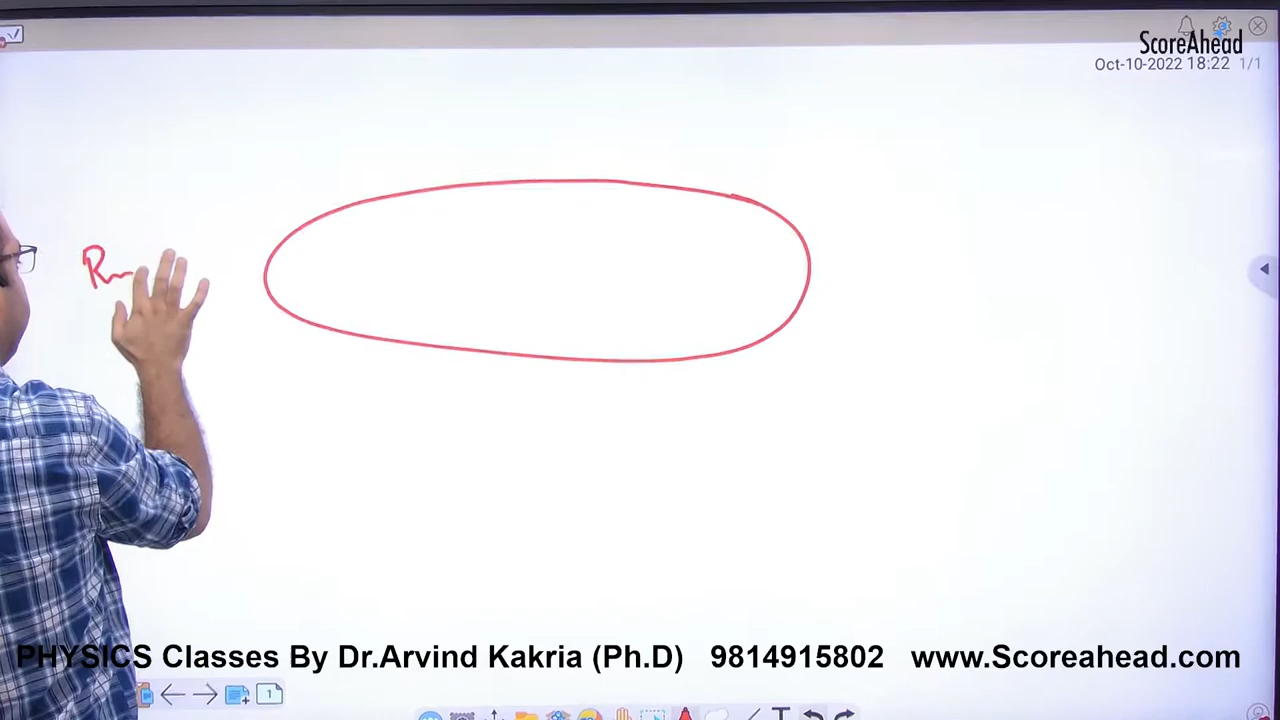 ScoreAhead
Oct-10-2022 18:22 1/1
PHYSICS Classes By Dr.Arvind Kakria (Ph.D) 9814915802 www.Scoreahead.com
1
T